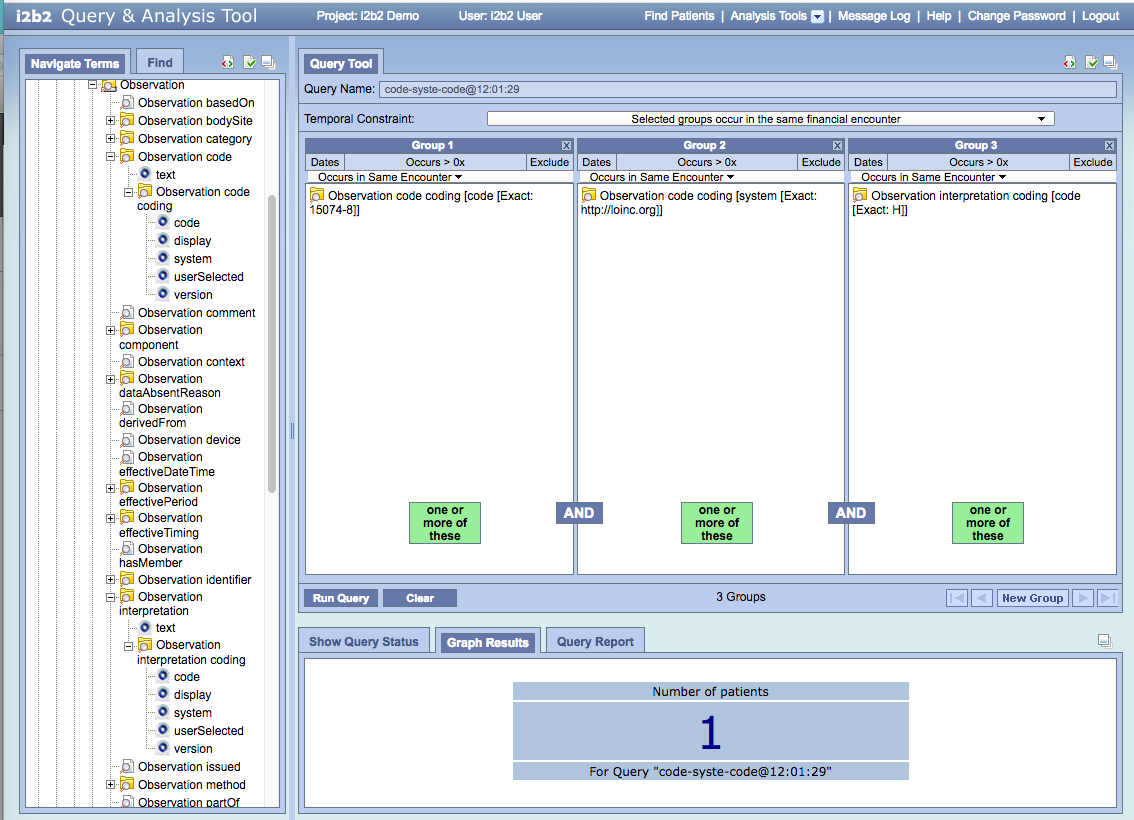 i2b2 Query & Analysis Tool
Project: i2b2 Demo
User: i2b2 User
Find Patients | Analysis Tools | Message Log | Help | Change Password | Logout
Navigate Terms
Find
Observation
Observation basedOn
Observation bodySite
Observation category
Observation code
text
Observation code
coding
code
display
system
userSelected
version
Observation comment
Observation
component
Observation context
Observation
dataAbsentReason
Observation
derivedFrom
Observation device
Observation
effectiveDateTime
Observation
effectivePeriod
Observation
effectiveTiming
Observation
hasMember
Observation identifier
Observation
interpretation
text
Observation
interpretation coding
code
display
system
userSelected
version
Observation issued
Observation method
Observation partOf
Query Tool
Query Name:
code-syste-code@12:01:29
Temporal Constraint:
Selected groups occur in the same financial encounter
Group 1
Dates
Occurs > 0x
Exclude
Occurs in Same Encounter
Observation code coding [code [Exact:
15074-8]]
one or
more of
these
AND
Group 2
Dates
Occurs > 0x
Exclude
Occurs in Same Encounter
Observation code coding [system [Exact:
http://loinc.org]]
one or
more of
these
AND
Group 3
Dates
Occurs > 0x
Exclude
Occurs in Same Encounter
Observation interpretation coding [code
[Exact: H]]
one or
more of
these
Run Query
Clear
3 Groups
New Group
Show Query Status
Graph Results
Query Report
Number of patients
1
For Query "code-syste-code@12:01:29"